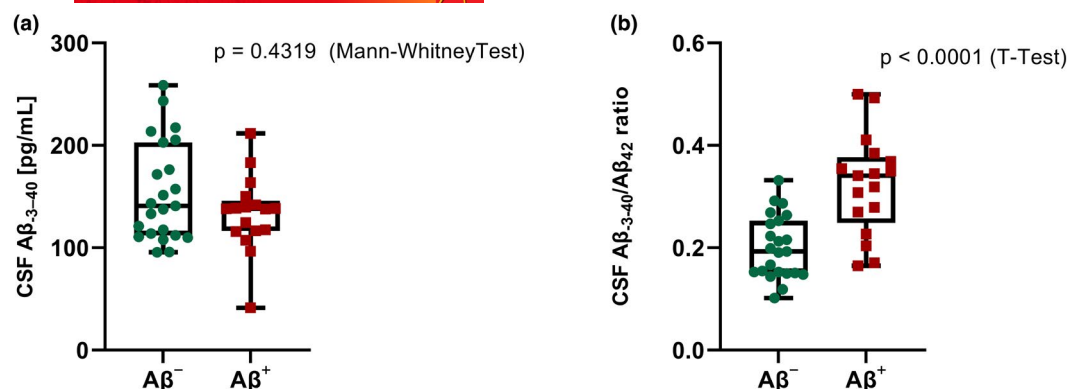 (a)
p = 0.4319 (Mann-WhitneyTest)
CSF Aβ-3–40 [pg/mL]
300
200
100
0
Aβ⁻
Aβ⁺
(b)
p < 0.0001 (T-Test)
CSF Aβ-3-40/Aβ42 ratio
0.6
0.4
0.2
0.0
Aβ⁻
Aβ⁺